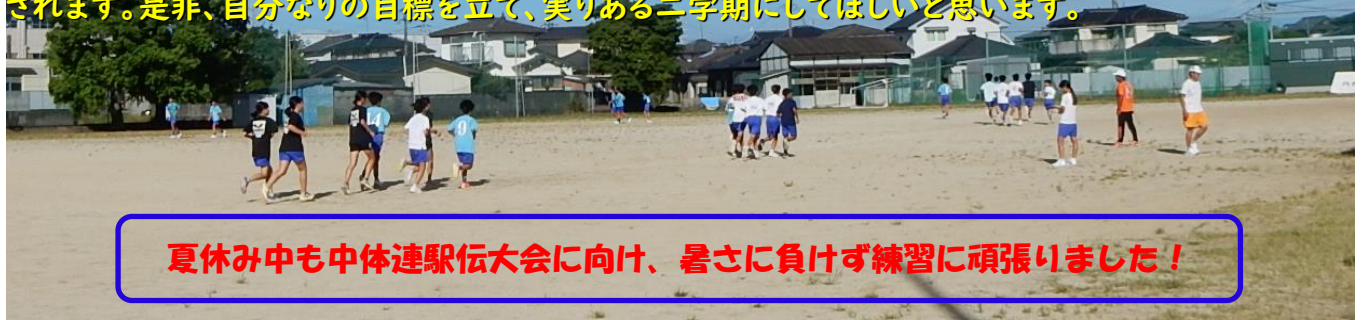 されます。是非、自分なりの目標を立て、実りある二学期にしてほしいと思います。
夏休み中も中体連駅伝大会に向け、暑さに負けず練習に頑張りました！